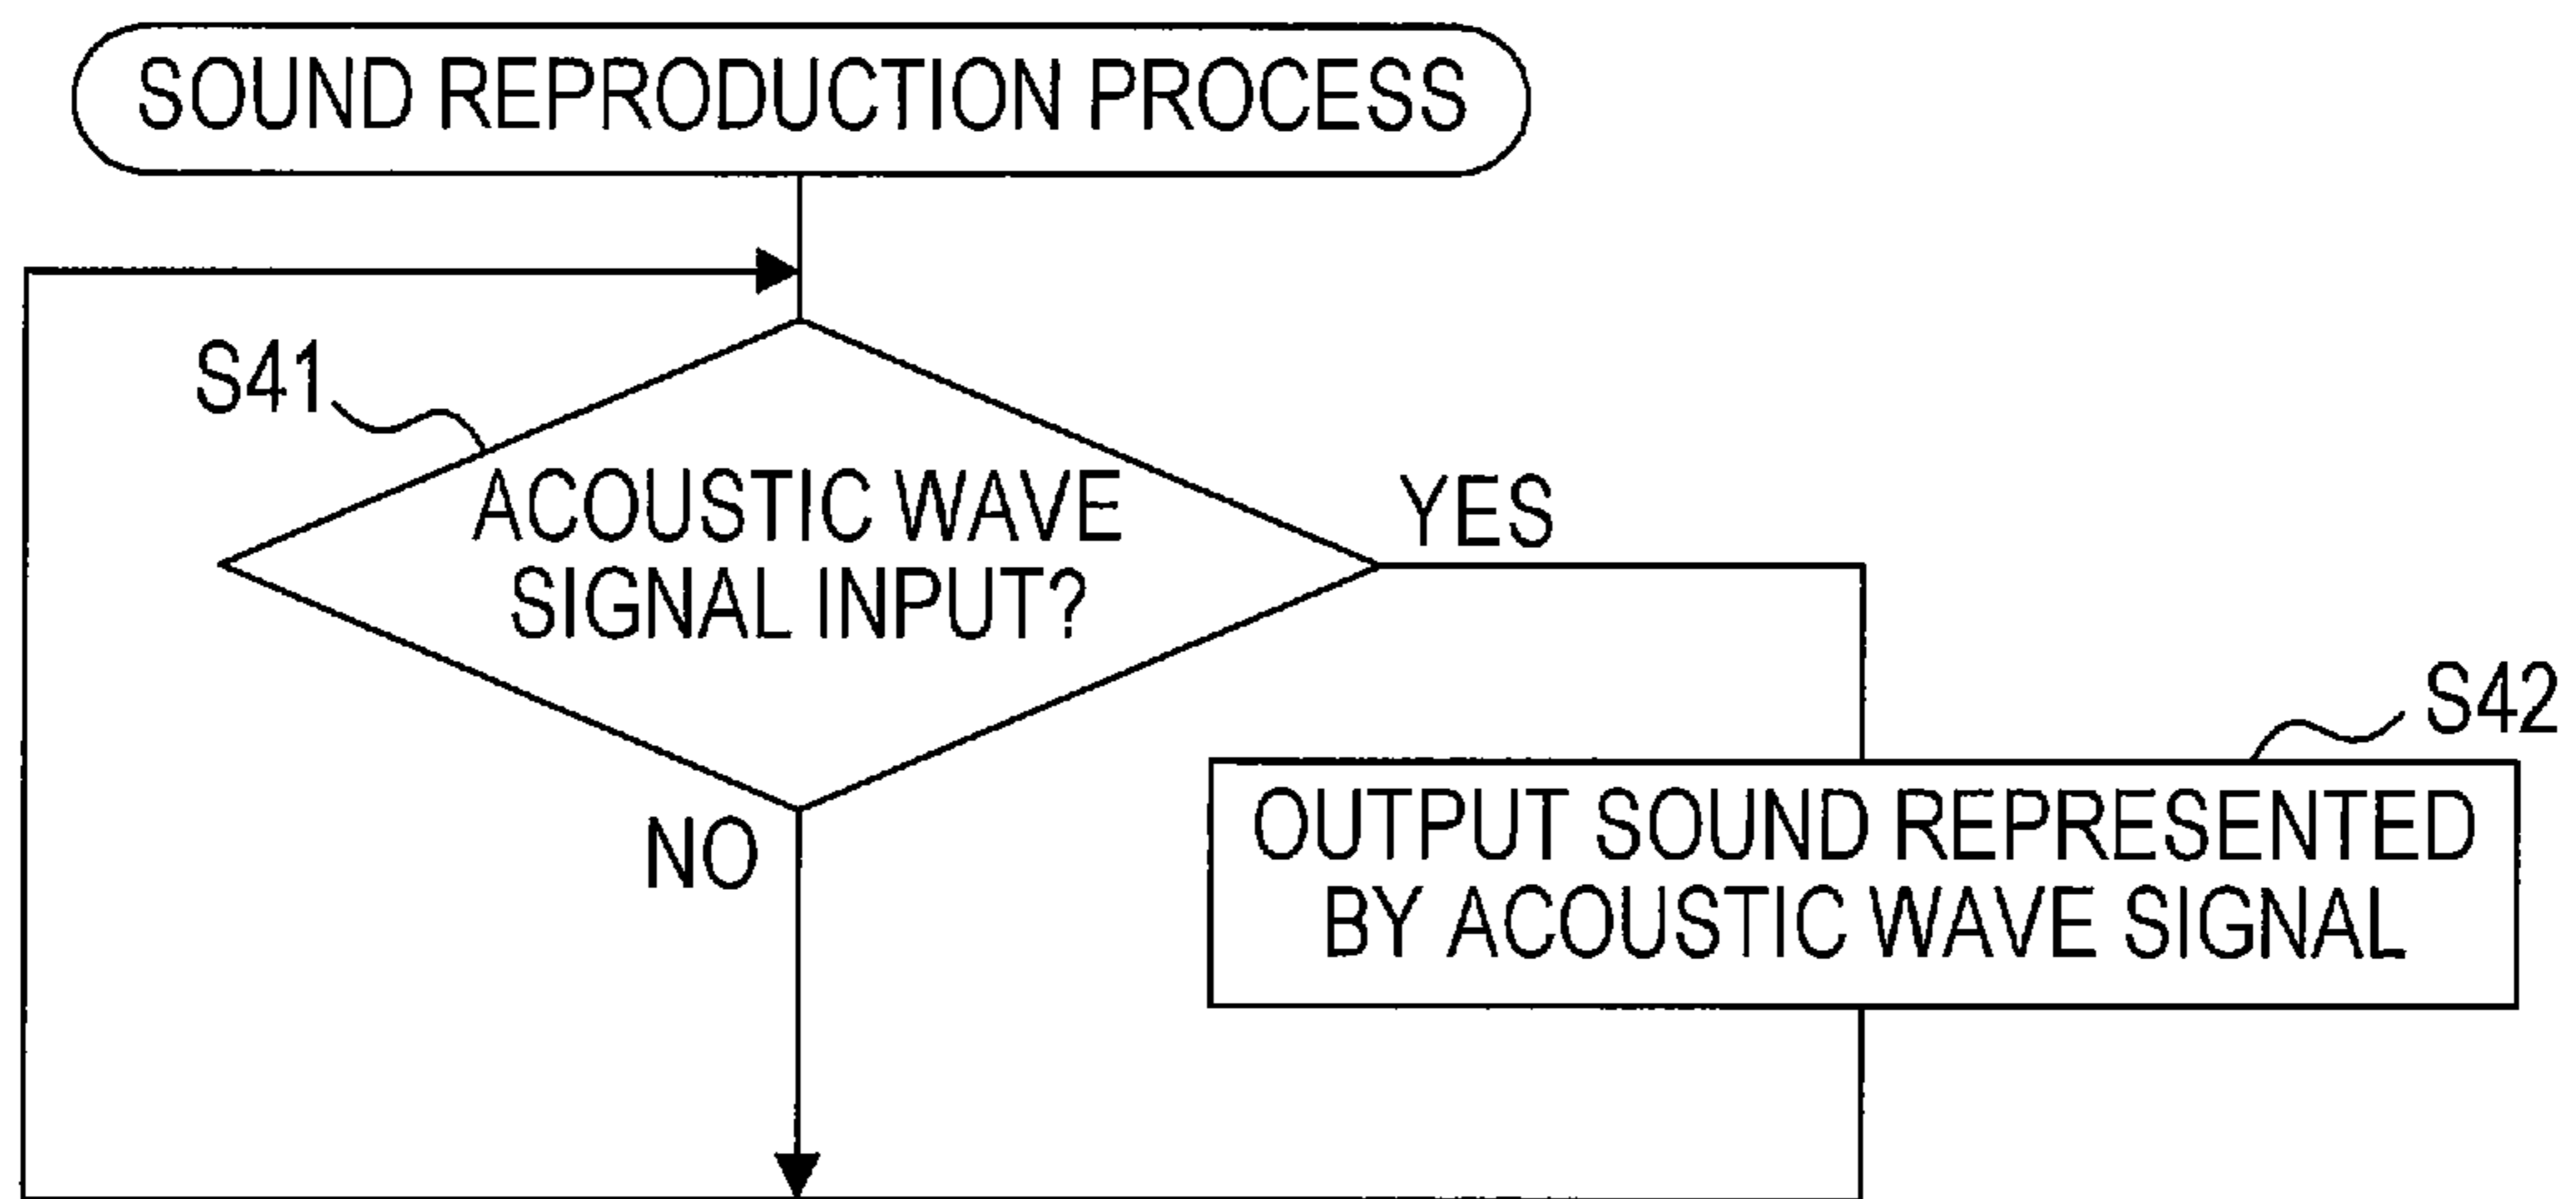 SOUND REPRODUCTION PROCESS
S41
ACOUSTIC WAVE
SIGNAL INPUT?
YES
NO
S42
OUTPUT SOUND REPRESENTED
BY ACOUSTIC WAVE SIGNAL